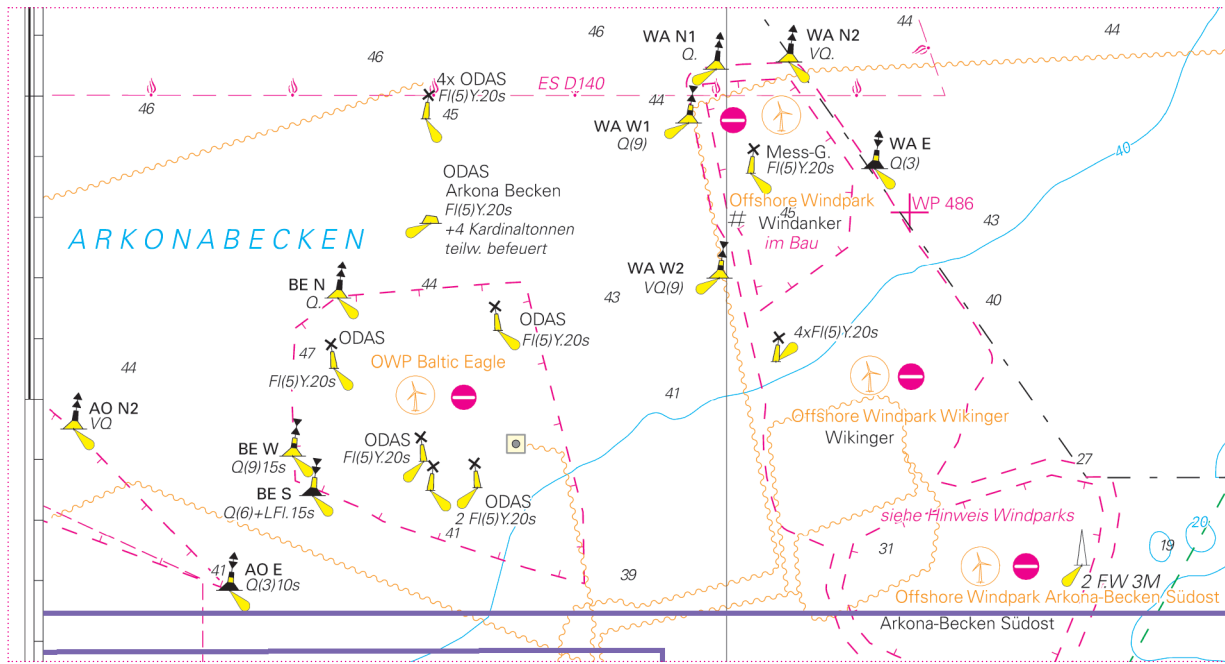 46
44
44
WA N1
Q.
WA N2
VQ.
46
4x ODAS
Fl(5)Y.20s
ES D140
46
45
44
WA W1
Q(9)
Mess-G.
Fl(5)Y.20s
WA E
Q(3)
40
ODAS
Arkona Becken
Fl(5)Y.20s
+4 Kardinaltonnen
teilw. befeuert
Offshore Windpark
45
Windanker
im Bau
WP 486
43
ARKONABECKEN
WA W2
VQ(9)
BE N
Q.
44
43
40
ODAS
Fl(5)Y.20s
ODAS
47
Fl(5)Y.20s
4xFl(5)Y.20s
OWP Baltic Eagle
44
41
AO N2
VQ
Offshore Windpark Wikinger
Wikinger
BE W
Q(9)15s
ODAS
Fl(5)Y.20s
27
BE S
Q(6)+LFl.15s
ODAS
2 Fl(5)Y.20s
siehe Hinweis Windparks
20
41
31
19
AO E
Q(3)10s
41
39
2 F.W 3M
Offshore Windpark Arkona-Becken Südost
Arkona-Becken Südost